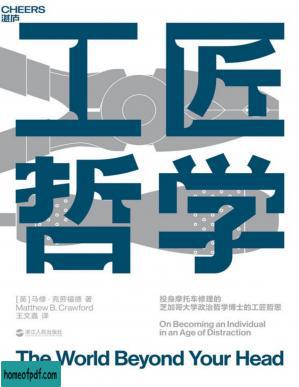 CHEERS
湛庐
工匠
哲学
[英]马修·克劳福德 著
Matthew B. Crawford
王文嘉 译
投身摩托车修理的
芝加哥大学政治哲学博士的工匠哲思
On Becoming an Individual
in an Age of Distraction
浙江人民出版社
The World Beyond Your Head
homeofpdf.com
homeofpdf.com